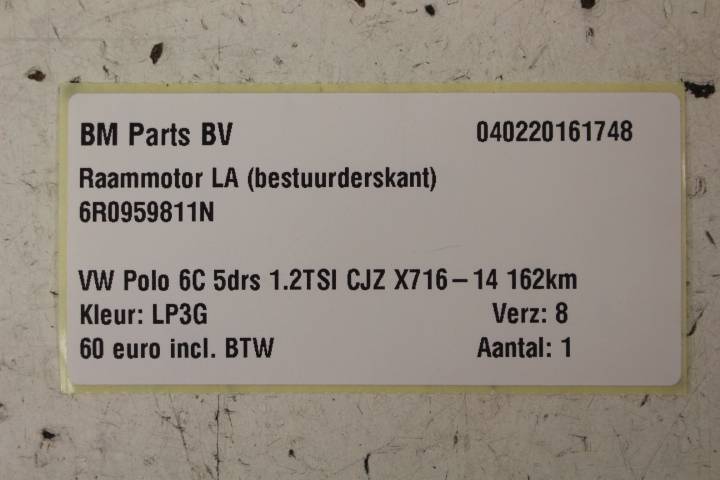 BM Parts BV 040220161748
Raammotor LA (bestuurderskant)
6R0959811N
VW Polo 6C 5drs 1.2TSI CJZ X716-14 162km
Kleur: LP3G Verz: 8
60 euro incl. BTW Aantal: 1